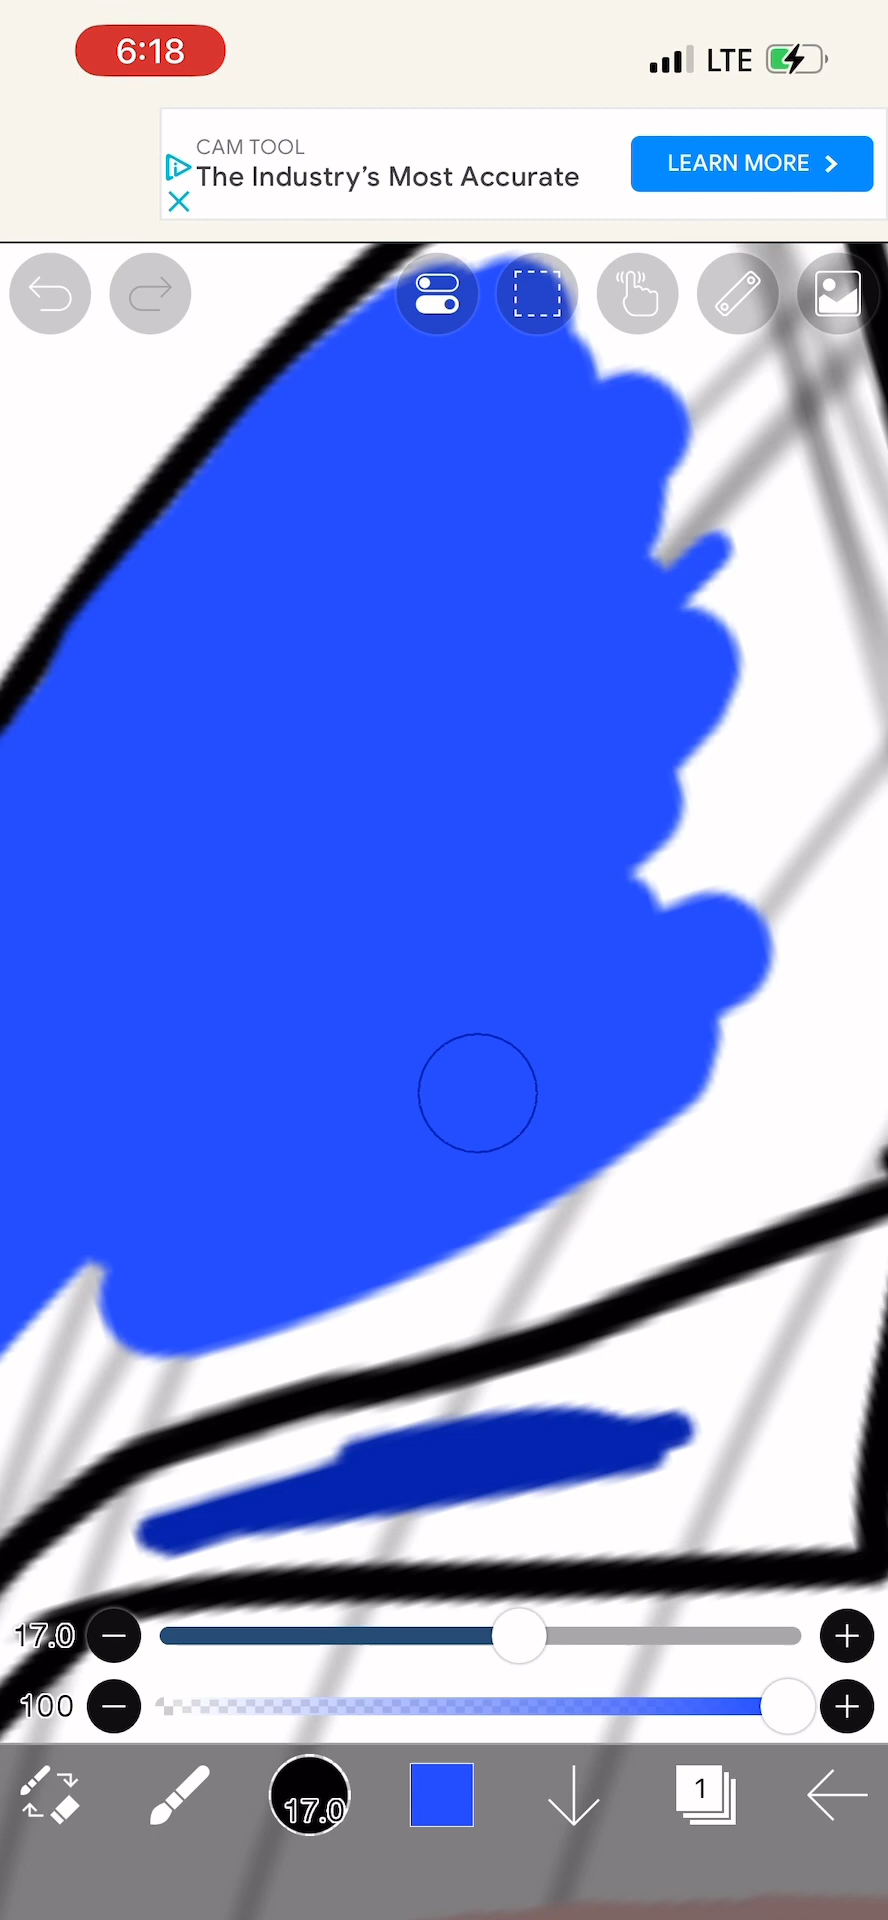 6:18
LTE
CAM TOOL
The Industry's Most Accurate
LEARN MORE
17.0
100
17.0
1